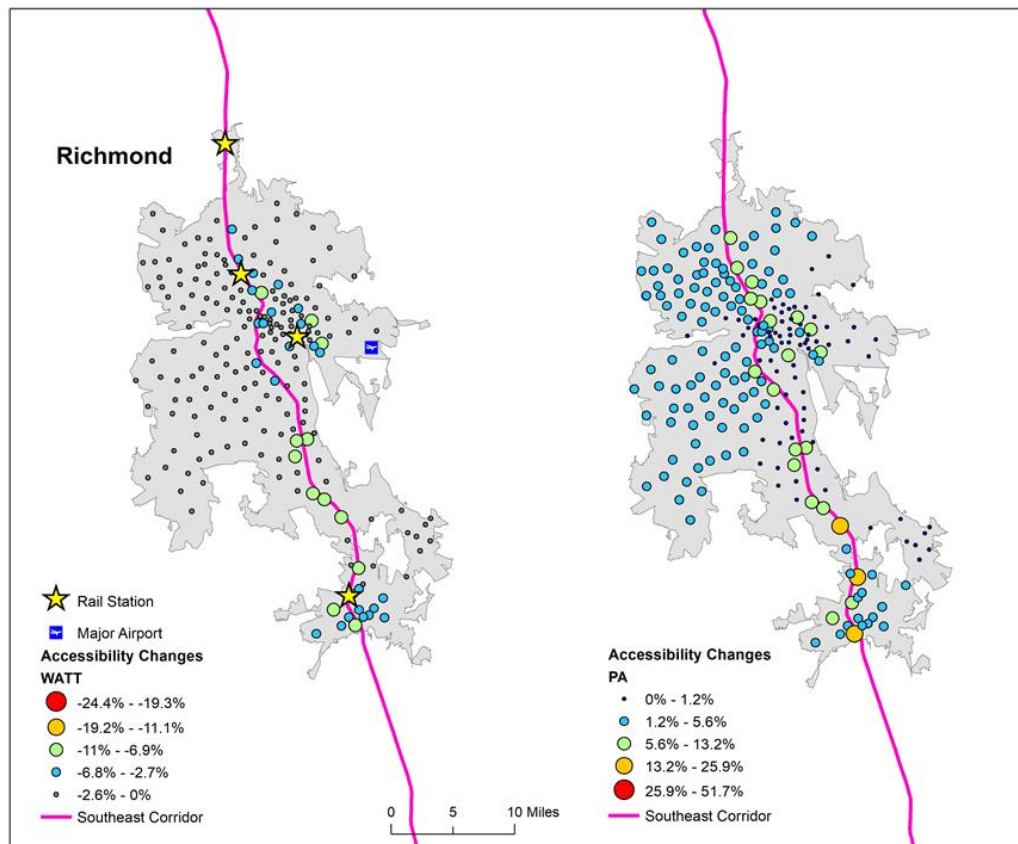 Richmond
Rail Station
Major Airport
Accessibility Changes
WATT
-24.4% - -19.3%
-19.2% - -11.1%
-11% - -6.9%
-6.8% - -2.7%
-2.6% - 0%
Southeast Corridor
0 5 10 Miles
Accessibility Changes
PA
0% - 1.2%
1.2% - 5.6%
5.6% - 13.2%
13.2% - 25.9%
25.9% - 51.7%
Southeast Corridor